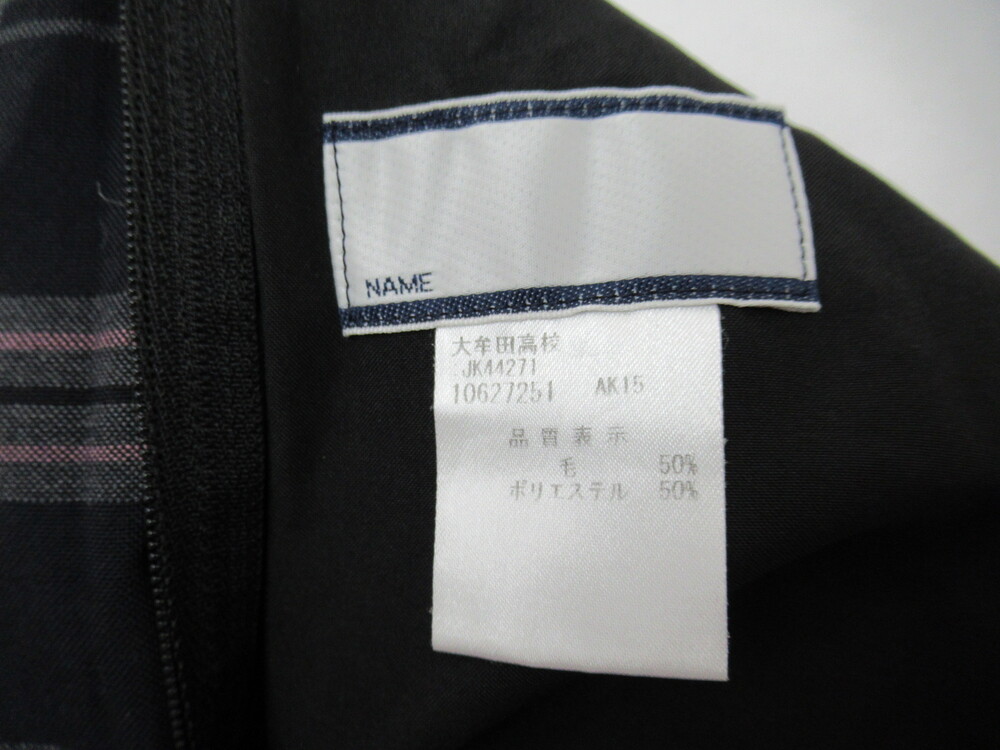 NAME
大牟田高校
JK44271
10627251 AK15
品質表示
毛 50%
ポリエステル 50%